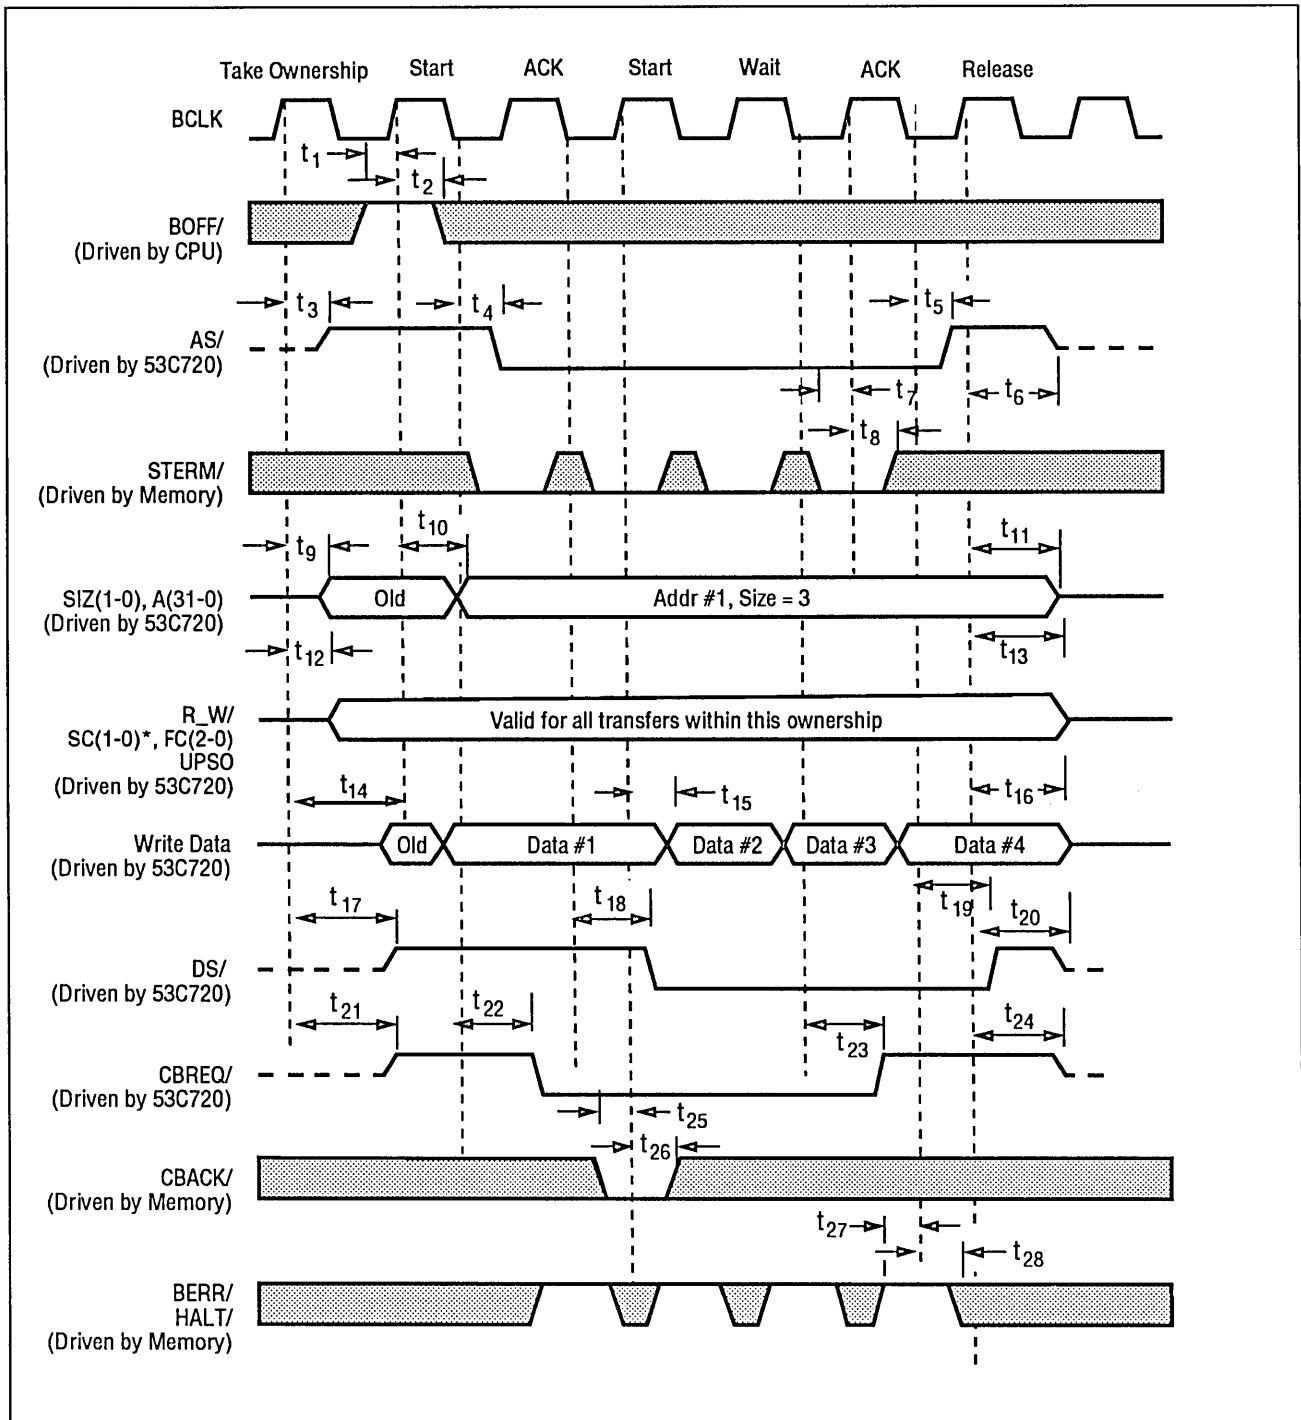 Take Ownership Start ACK Start Wait ACK Release
BCLK
t1
t2
BOFF/
(Driven by CPU)
t3 t4 t5
AS/
(Driven by 53C720)
t7 t6
t8
STERM/
(Driven by Memory)
t9 t10 t11
SIZ(1-0), A(31-0) Old Addr #1, Size = 3
(Driven by 53C720)
t12 t13
R_W/ Valid for all transfers within this ownership
SC(1-0)*, FC(2-0)
UPSO
(Driven by 53C720)
t14 t15 t16
Write Data Old Data #1 Data #2 Data #3 Data #4
(Driven by 53C720)
t17 t18 t19 t20
DS/
(Driven by 53C720)
t21 t22 t23 t24
CBREQ/
(Driven by 53C720)
t25
t26
CBACK/
(Driven by Memory)
t27
t28
BERR/
HALT/
(Driven by Memory)